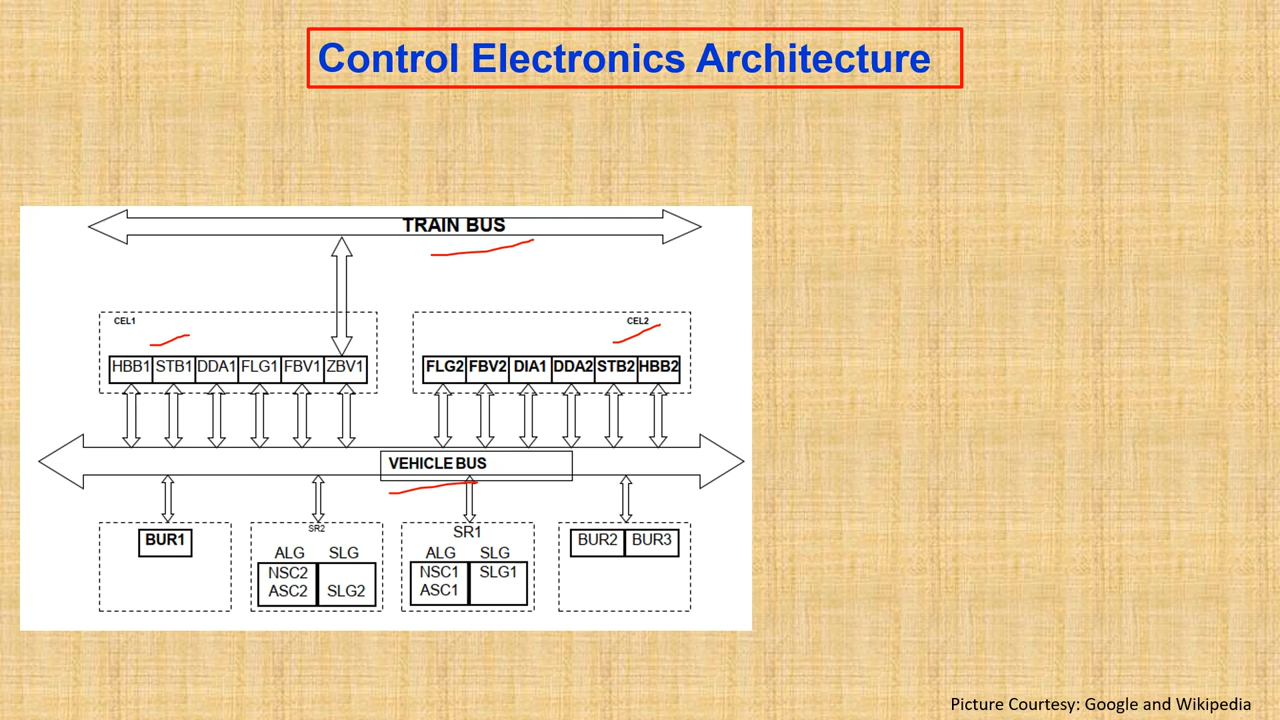 Control Electronics Architecture
TRAIN BUS
CEL1
CEL2
HBB1 STB1 DDA1 FLG1 FBV1 ZBV1
FLG2 FBV2 DIA1 DDA2 STB2 HBB2
VEHICLE BUS
BUR1
SR2
ALG SLG
NSC2
ASC2 SLG2
SR1
ALG SLG
NSC1 SLG1
ASC1
BUR2 BUR3
Picture Courtesy: Google and Wikipedia